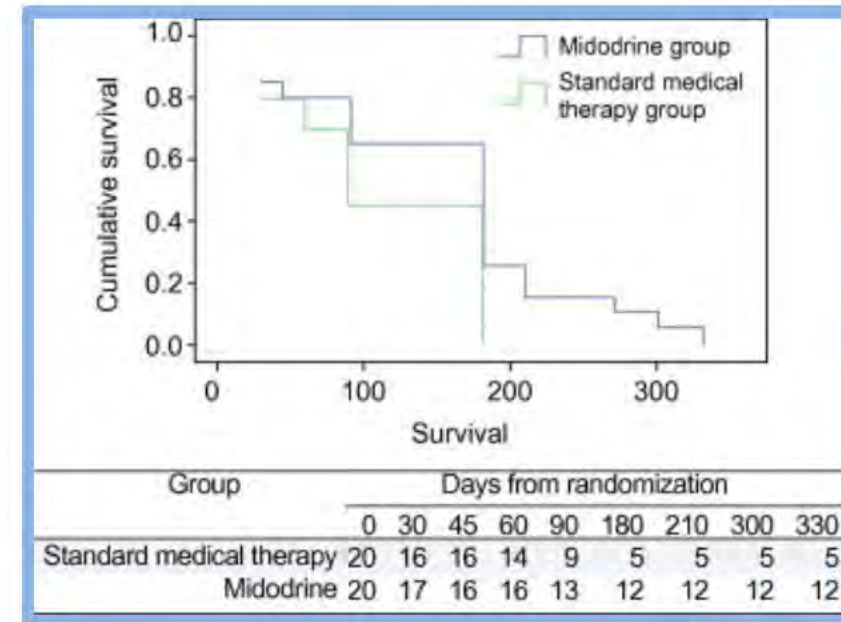 1.0
0.8
0.6
0.4
0.2
0.0
Cumulative survival
Midodrine group
Standard medical
therapy group
0 100 200 300
Survival
Group Days from randomization
0 30 45 60 90 180 210 300 330
Standard medical therapy 20 16 16 14 9 5 5 5 5
Midodrine 20 17 16 16 13 12 12 12 12